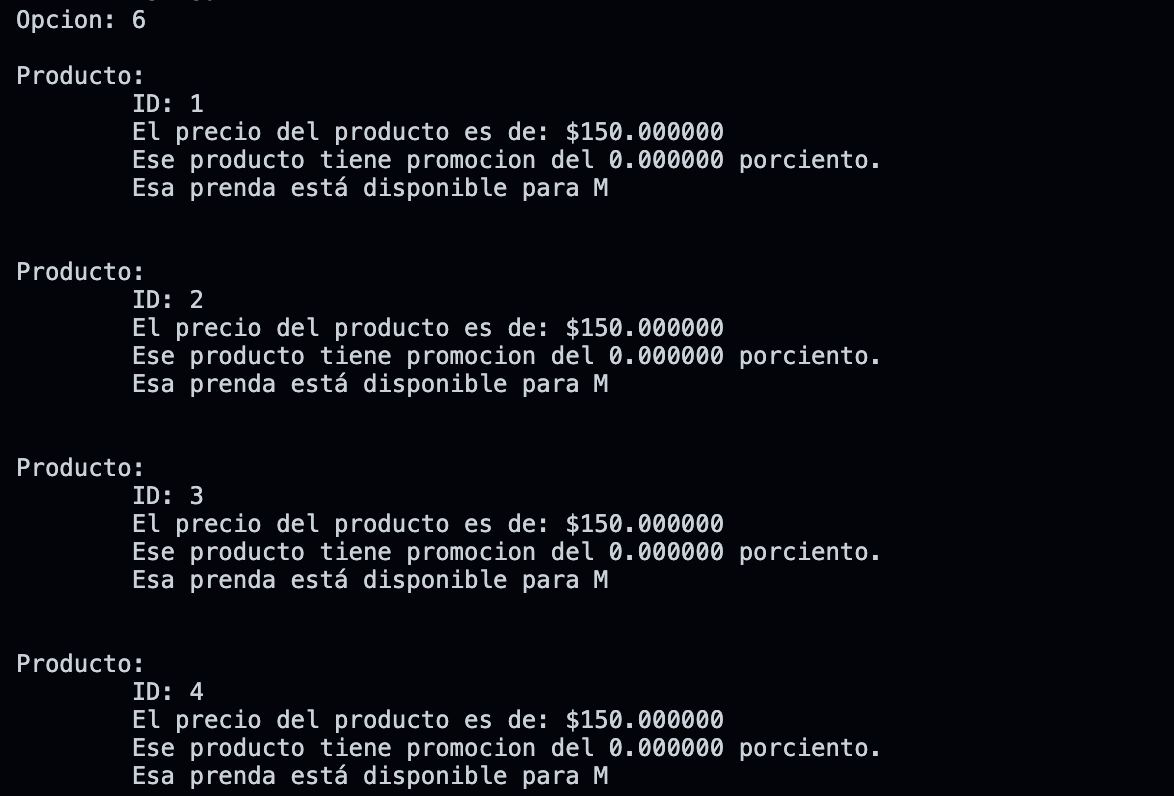 Opcion: 6
Producto:
ID: 1
El precio del producto es de: $150.000000
Ese producto tiene promocion del 0.000000 porciento.
Esa prenda está disponible para M
Producto:
ID: 2
El precio del producto es de: $150.000000
Ese producto tiene promocion del 0.000000 porciento.
Esa prenda está disponible para M
Producto:
ID: 3
El precio del producto es de: $150.000000
Ese producto tiene promocion del 0.000000 porciento.
Esa prenda está disponible para M
Producto:
ID: 4
El precio del producto es de: $150.000000
Ese producto tiene promocion del 0.000000 porciento.
Esa prenda está disponible para M